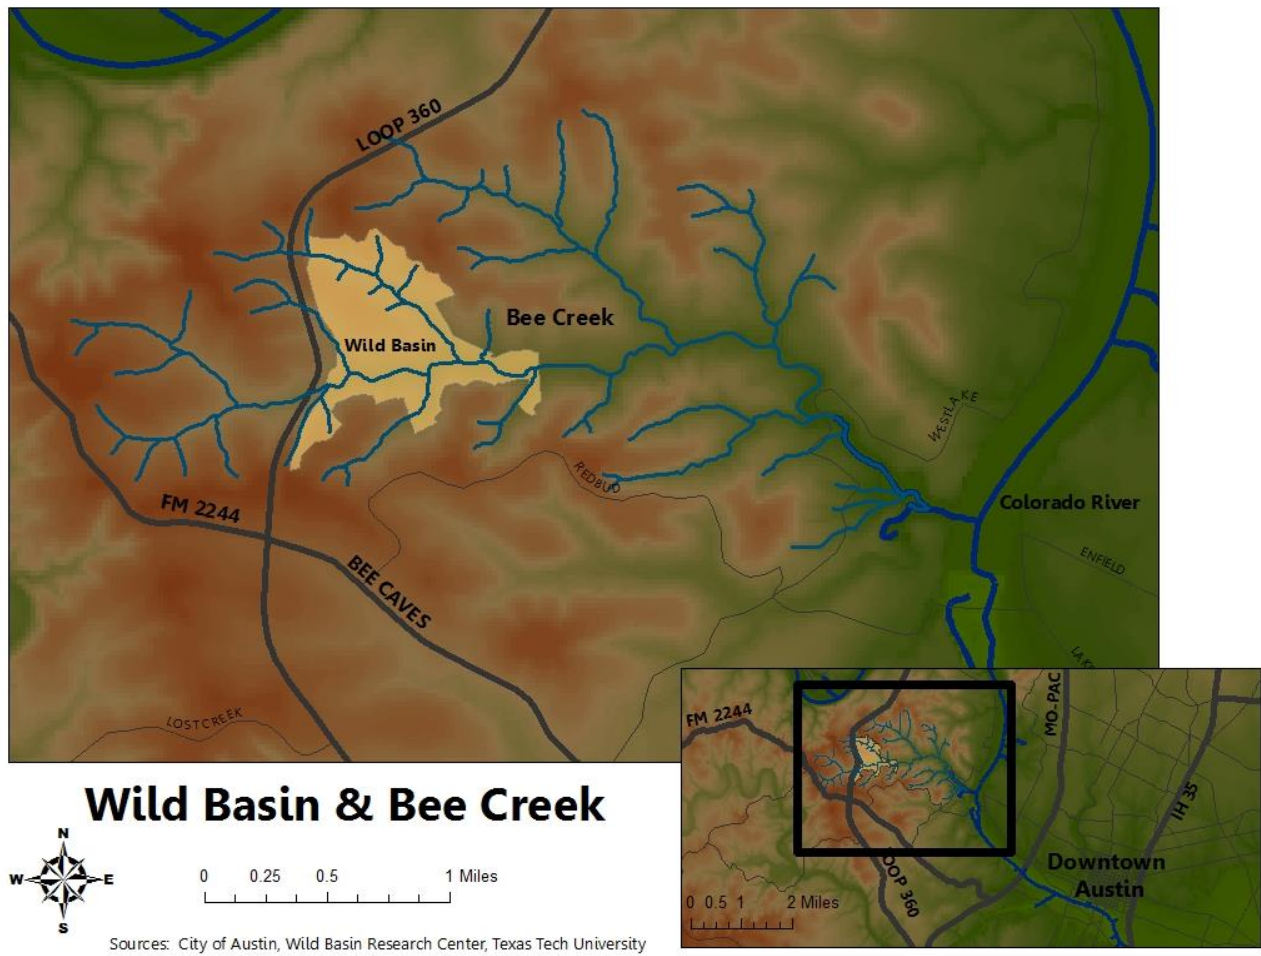 LOOP 360
Bee Creek
Wild Basin
WESTLAKE
REDBUD
FM 2244
Colorado River
ENFIELD
BEE CAVES
LOSTCREEK
Wild Basin & Bee Creek
N
W E
S
0 0.25 0.5 1 Miles
Sources: City of Austin, Wild Basin Research Center, Texas Tech University
FM 2244
MO-PAC
IH 35
LOOP 360
Downtown
Austin
0 0.5 1 2 Miles